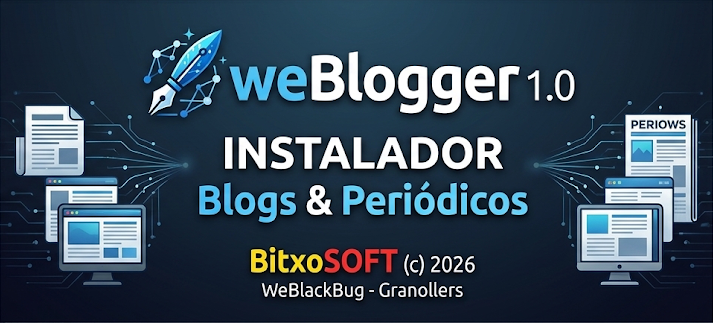 weBlogger 1.0
INSTALADOR
Blogs & Periódicos
PERIOWS
BitxoSOFT (c) 2026
WeBlackBug - Granollers